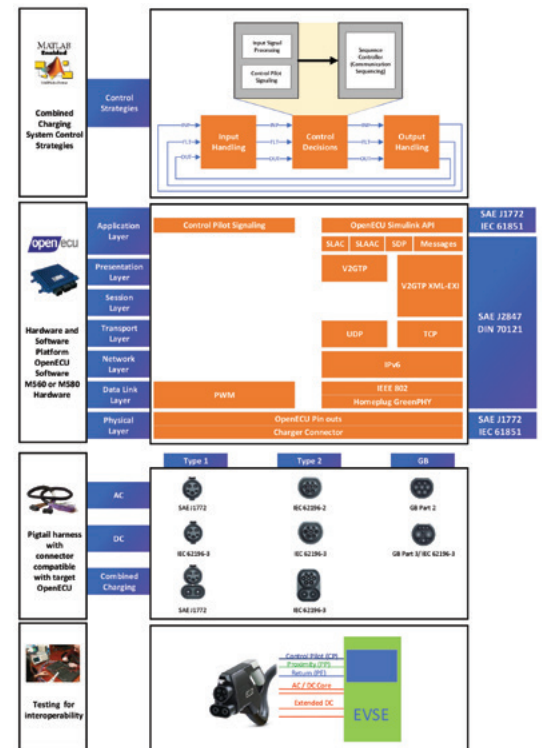 MATLAB
Enabled
Combined
Charging
System Control
Strategies
Control
Strategies
Input Signal
Processing
Control Pilot
Signaling
Sequence
Controller
(Communication
Sequencing)
INP
FLT
OUT
Input
Handling
INP
FLT
OUT
Control
Decisions
INP
FLT
OUT
Output
Handling
openecu
Hardware and
Software
Platform
OpenECU
Software
M560 or M580
Hardware
Application
Layer
Presentation
Layer
Session
Layer
Transport
Layer
Network
Layer
Data Link
Layer
Physical
Layer
Control Pilot Signaling
OpenECU Simulink API
SLAC
SLAAC
SDP
Messages
V2GTP
V2GTP XML-EXI
UDP
TCP
IPv6
PWM
IEEE 802
Homeplug GreenPHY
OpenECU Pin outs
Charger Connector
SAE J1772
IEC 61851
SAE J2847
DIN 70121
SAE J1772
IEC 61851
Pigtail harness
with
connector
compatible
with target
OpenECU
Type 1
Type 2
GB
AC
SAE J1772
IEC 62196-2
GB Part 2
DC
IEC 62196-3
IEC 62196-3
GB Part 3/ IEC 62196-3
Combined
Charging
SAE J1772
IEC 62196-3
Testing for
interoperability
Control Pilot (CP)
Proximity (PP)
Return (PE)
AC / DC Core
Extended DC
EVSE